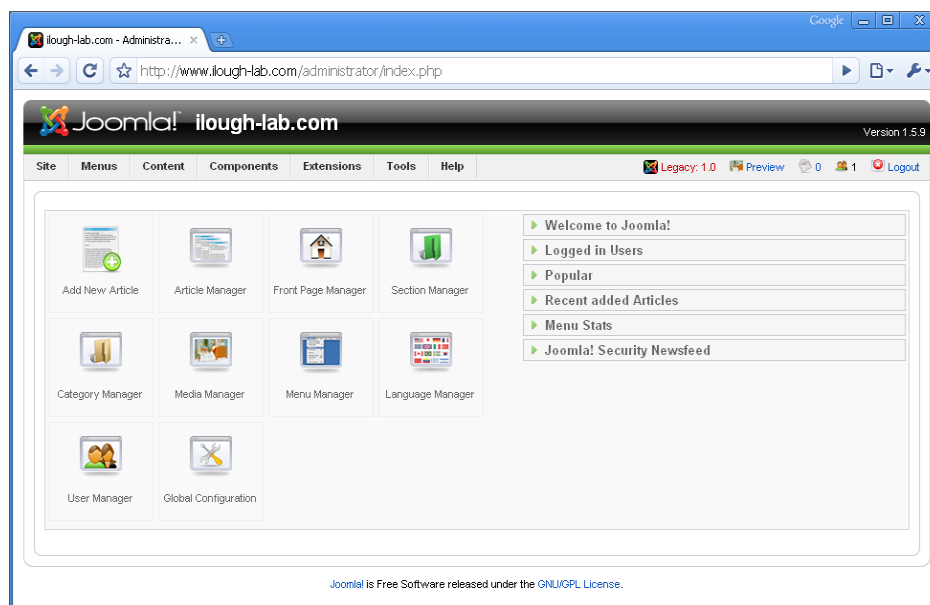 Google
ilough-lab.com - Administra...
http://www.ilough-lab.com/administrator/index.php
Joomla!™ ilough-lab.com
Version 1.5.9
Site Menus Content Components Extensions Tools Help Legacy: 1.0 Preview 0 1 Logout
Add New Article
Article Manager
Front Page Manager
Section Manager
Category Manager
Media Manager
Menu Manager
Language Manager
User Manager
Global Configuration
Welcome to Joomla!
Logged in Users
Popular
Recent added Articles
Menu Stats
Joomla! Security Newsfeed
Joomla! is Free Software released under the GNU/GPL License.